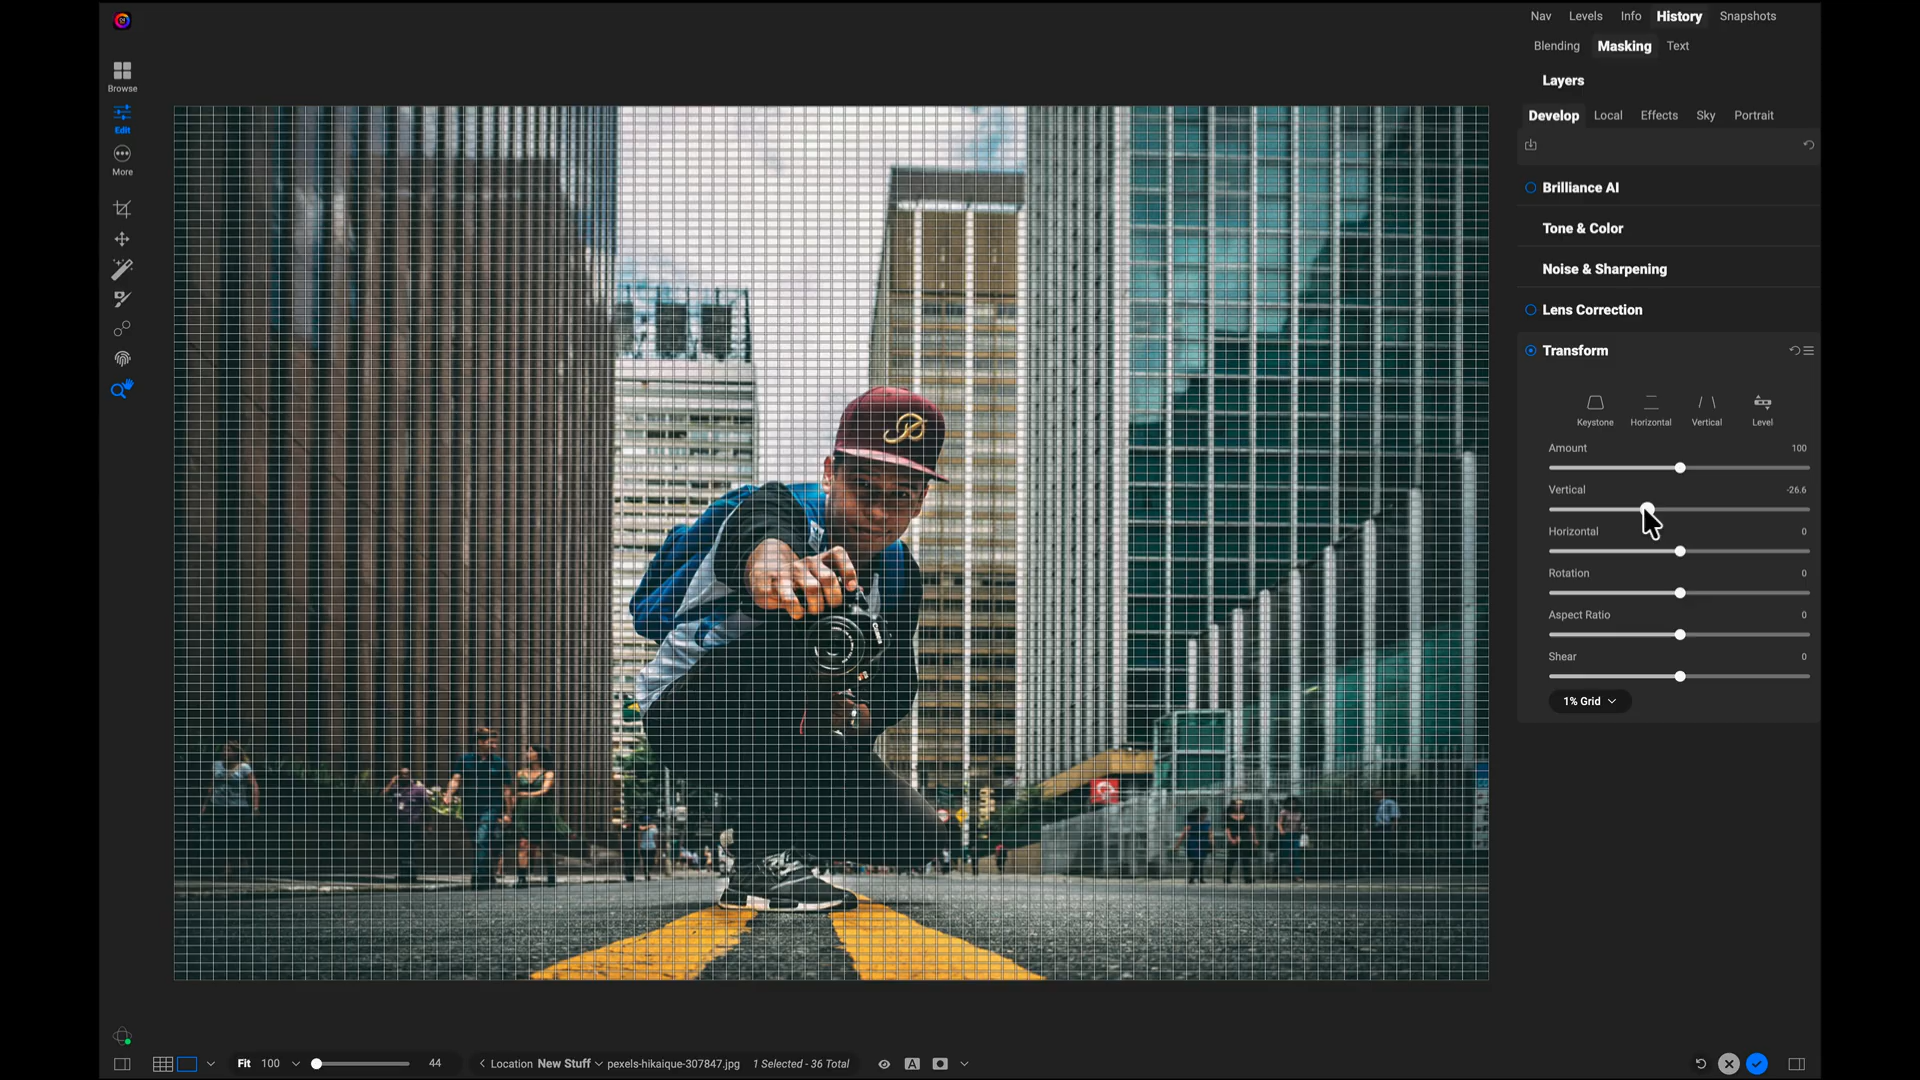 Nav Levels Info History Snapshots
Blending Masking Text
Layers
Develop Local Effects Sky Portrait
Browse
Edit
More
Brilliance AI
Tone & Color
Noise & Sharpening
Lens Correction
Transform
Keystone Horizontal Vertical Level
Amount 100
Vertical -26.6
Horizontal 0
Rotation 0
Aspect Ratio 0
Shear 0
1% Grid
B
Canon
Fit 100 44 Location New Stuff pexels-hikaique-307847.jpg 1 Selected - 36 Total A